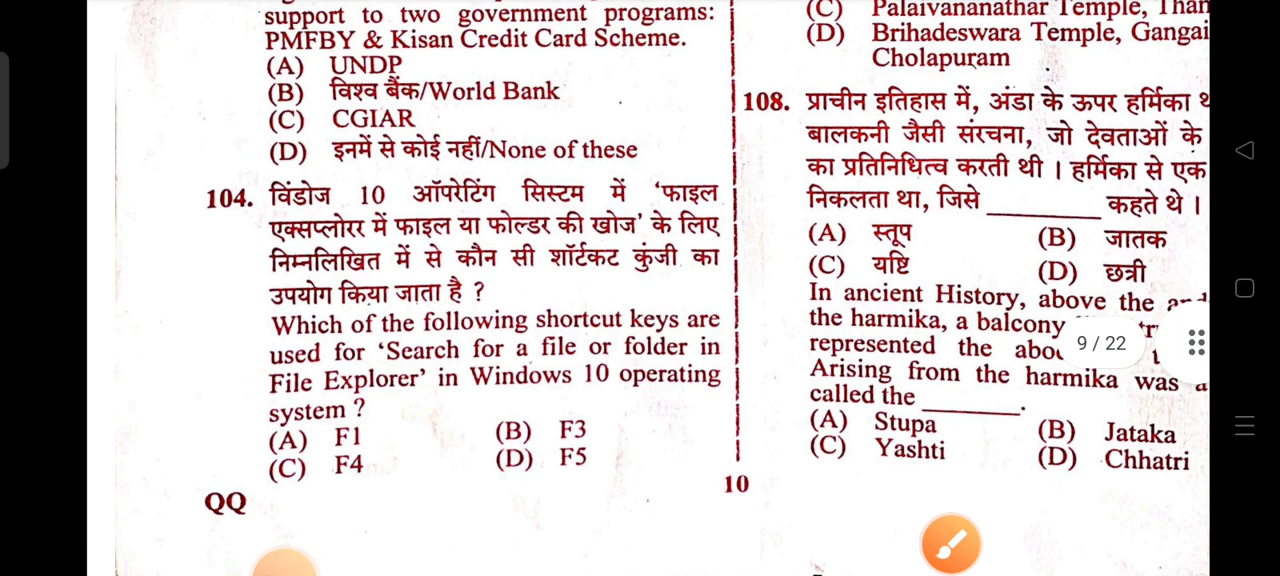 support to two government programs:
PMFBY & Kisan Credit Card Scheme.
(A) UNDP
(B) विश्व बैंक/World Bank
(C) CGIAR
(D) इनमें से कोई नहीं/None of these
104. विंडोज 10 ऑपरेटिंग सिस्टम में 'फाइल
एक्सप्लोरर में फाइल या फोल्डर की खोज' के लिए
निम्नलिखित में से कौन सी शॉर्टकट कुंजी का
उपयोग किया जाता है ?
Which of the following shortcut keys are
used for 'Search for a file or folder in
File Explorer' in Windows 10 operating
system ?
(A) F1 (B) F3
(C) F4 (D) F5
QQ
10
(C) Palaivananathar Temple,
(D) Brihadeswara Temple, Gangai
Cholapuram
108. प्राचीन इतिहास में, अंडा के ऊपर हर्मिका
बालकनी जैसी संरचना, जो देवताओं के
का प्रतिनिधित्व करती थी । हर्मिका से एक
निकलता था, जिसे ________ कहते थे ।
(A) स्तूप (B) जातक
(C) यष्टि (D) छत्री
In ancient History, above the
the harmika, a balcony
represented the
Arising from the harmika was
called the ________.
(A) Stupa (B) Jataka
(C) Yashti (D) Chhatri
9 / 22